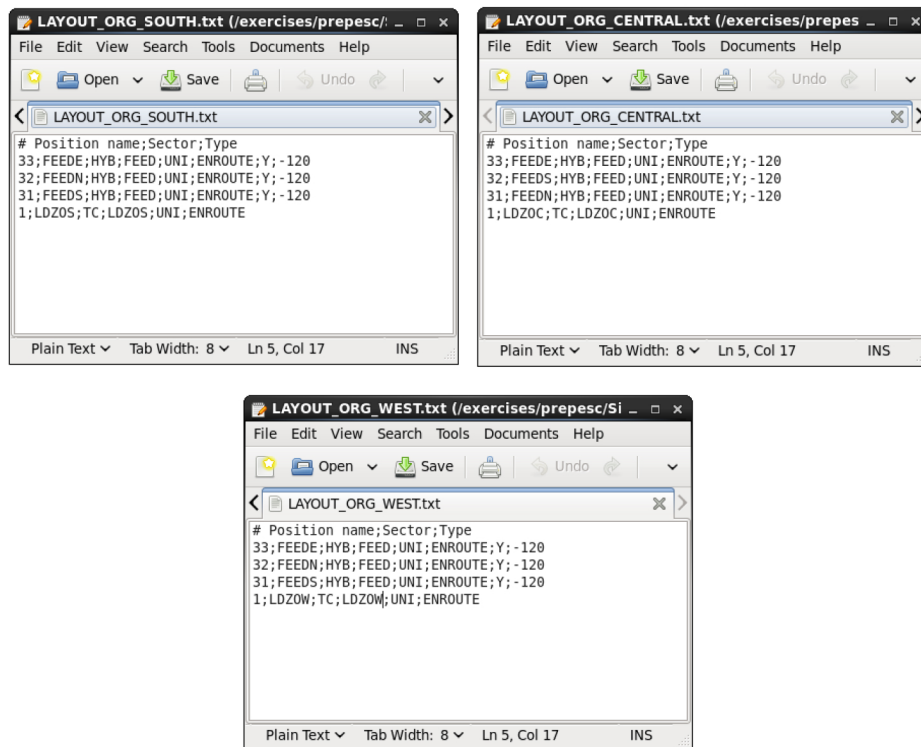 LAYOUT_ORG_SOUTH.txt (/exercises/prepesc/
File Edit View Search Tools Documents Help
Open Save Undo
LAYOUT_ORG_SOUTH.txt
# Position name;Sector;Type
33;FEEDE;HYB;FEED;UNI;ENROUTE;Y;-120
32;FEEDN;HYB;FEED;UNI;ENROUTE;Y;-120
31;FEEDS;HYB;FEED;UNI;ENROUTE;Y;-120
1;LDZOS;TC;LDZOS;UNI;ENROUTE
Plain Text Tab Width: 8 Ln 5, Col 17 INS
LAYOUT_ORG_CENTRAL.txt (/exercises/prepes
File Edit View Search Tools Documents Help
Open Save Undo
LAYOUT_ORG_CENTRAL.txt
# Position name;Sector;Type
33;FEEDE;HYB;FEED;UNI;ENROUTE;Y;-120
32;FEEDS;HYB;FEED;UNI;ENROUTE;Y;-120
31;FEEDN;HYB;FEED;UNI;ENROUTE;Y;-120
1;LDZOC;TC;LDZOC;UNI;ENROUTE
Plain Text Tab Width: 8 Ln 5, Col 17 INS
LAYOUT_ORG_WEST.txt (/exercises/prepesc/Si
File Edit View Search Tools Documents Help
Open Save Undo
LAYOUT_ORG_WEST.txt
# Position name;Sector;Type
33;FEEDE;HYB;FEED;UNI;ENROUTE;Y;-120
32;FEEDN;HYB;FEED;UNI;ENROUTE;Y;-120
31;FEEDS;HYB;FEED;UNI;ENROUTE;Y;-120
1;LDZOW;TC;LDZOW;UNI;ENROUTE
Plain Text Tab Width: 8 Ln 5, Col 17 INS